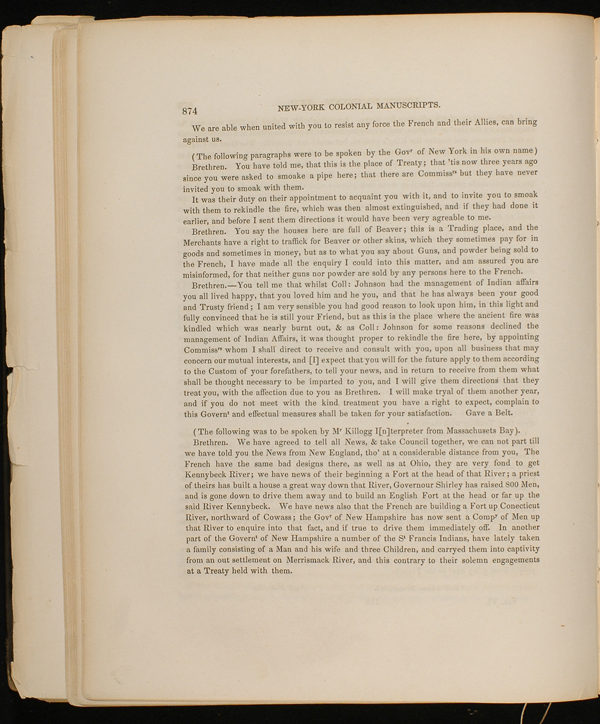 874
NEW-YORK COLONIAL MANUSCRIPTS.
We are able when united with you to resist any force the French and their Allies, can bring
against us.
(The following paragraphs were to be spoken by the Govʳ of New York in his own name)
Brethren. You have told me, that this is the place of Treaty; that 'tis now three years ago
since you were asked to smoake a pipe here; that there are Commissʳˢ but they have never
invited you to smoak with them.
It was their duty on their appointment to acquaint you with it, and to invite you to smoak
with them to rekindle the fire, which was then almost extinguished, and if they had done it
earlier, and before I sent them directions it would have been very agreable to me.
Brethren. You say the houses here are full of Beaver; this is a Trading place, and the
Merchants have a right to traffick for Beaver or other skins, which they sometimes pay for in
goods and sometimes in money, but as to what you say about Guns, and powder being sold to
the French, I have made all the enquiry I could into this matter, and am assured you are
misinformed, for that neither guns nor powder are sold by any persons here to the French.
Brethren.—You tell me that whilst Coll: Johnson had the management of Indian affairs
you all lived happy, that you loved him and he you, and that he has always been your good
and Trusty friend; I am very sensible you had good reason to look upon him, in this light and
fully convinced that he is still your Friend, but as this is the place where the ancient fire was
kindled which was nearly burnt out, & as Coll: Johnson for some reasons declined the
management of Indian Affairs, it was thought proper to rekindle the fire here, by appointing
Commissʳˢ whom I shall direct to receive and consult with you, upon all business that may
concern our mutual interests, and [I] expect that you will for the future apply to them according
to the Custom of your forefathers, to tell your news, and in return to receive from them what
shall be thought necessary to be imparted to you, and I will give them directions that they
treat you, with the affection due to you as Brethren. I will make tryal of them another year,
and if you do not meet with the kind treatment you have a right to expect, complain to
this Governᵗ and effectual measures shall be taken for your satisfaction. Gave a Belt.
(The following was to be spoken by Mʳ Killogg I[n]terpreter from Massachusets Bay).
Brethren. We have agreed to tell all News, & take Council together, we can not part till
we have told you the News from New England, tho' at a considerable distance from you, The
French have the same bad designs there, as well as at Ohio, they are very fond to get
Kennybeck River; we have news of their beginning a Fort at the head of that River; a priest
of theirs has built a house a great way down that River, Governour Shirley has raised 800 Men,
and is gone down to drive them away and to build an English Fort at the head or far up the
said River Kennybeck. We have news also that the French are building a Fort up Conecticut
River, northward of Cowass; the Govʳ of New Hampshire has now sent a Compʸ of Men up
that River to enquire into that fact, and if true to drive them immediately off. In another
part of the Governᵗ of New Hampshire a number of the Sᵗ Francis Indians, have lately taken
a family consisting of a Man and his wife and three Children, and carryed them into captivity
from an out settlement on Merrismack River, and this contrary to their solemn engagements
at a Treaty held with them.